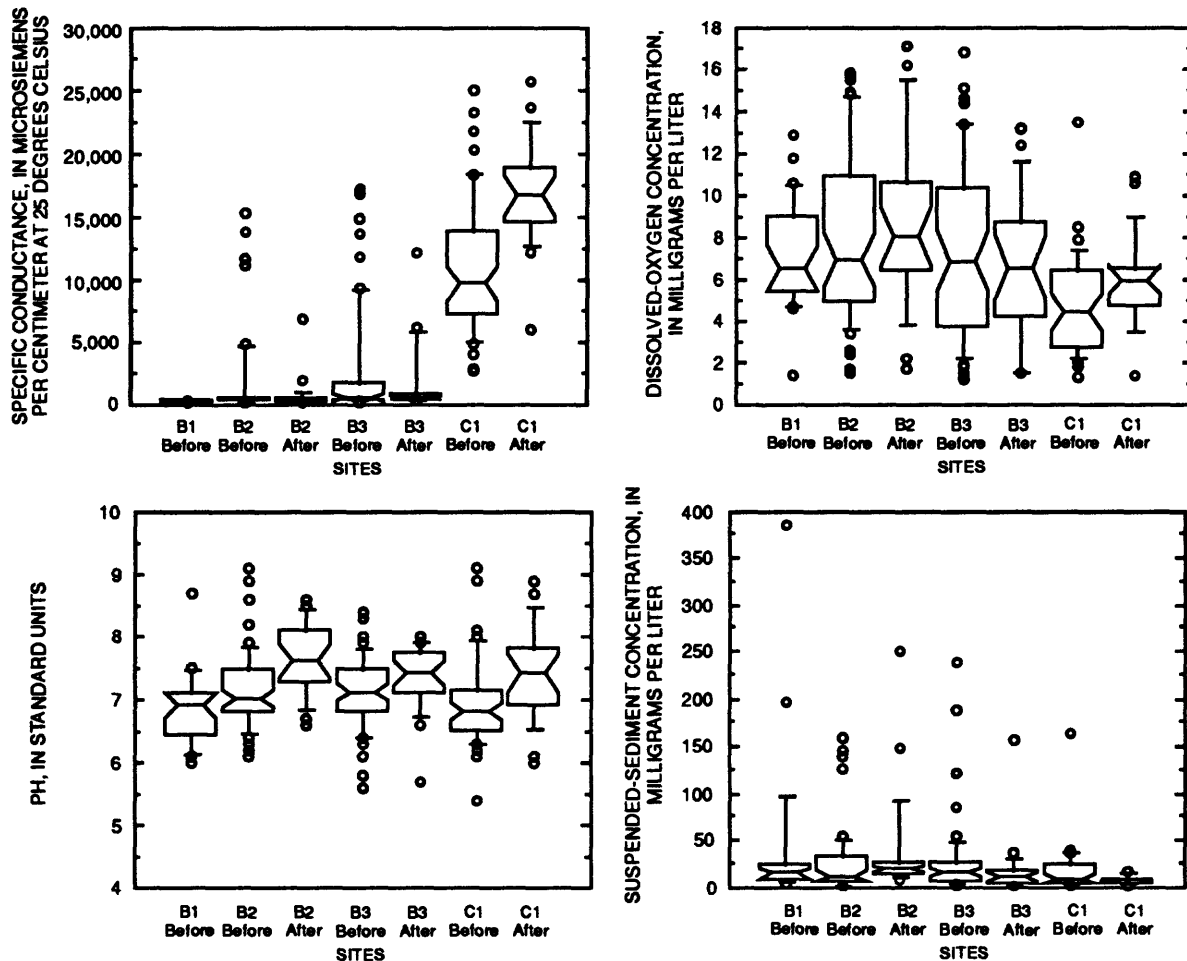 SPECIFIC CONDUCTANCE, IN MICROSIEMENS
PER CENTIMETER AT 25 DEGREES CELSIUS
30,000
25,000
20,000
15,000
10,000
5,000
0
B1 B2 B2 B3 B3 C1 C1
Before Before After Before After Before After
SITES
DISSOLVED-OXYGEN CONCENTRATION,
IN MILLIGRAMS PER LITER
18
16
14
12
10
8
6
4
2
0
B1 B2 B2 B3 B3 C1 C1
Before Before After Before After Before After
SITES
PH, IN STANDARD UNITS
10
9
8
7
6
5
4
B1 B2 B2 B3 B3 C1 C1
Before Before After Before After Before After
SITES
SUSPENDED-SEDIMENT CONCENTRATION, IN
MILLIGRAMS PER LITER
400
350
300
250
200
150
100
50
0
B1 B2 B2 B3 B3 C1 C1
Before Before After Before After Before After
SITES